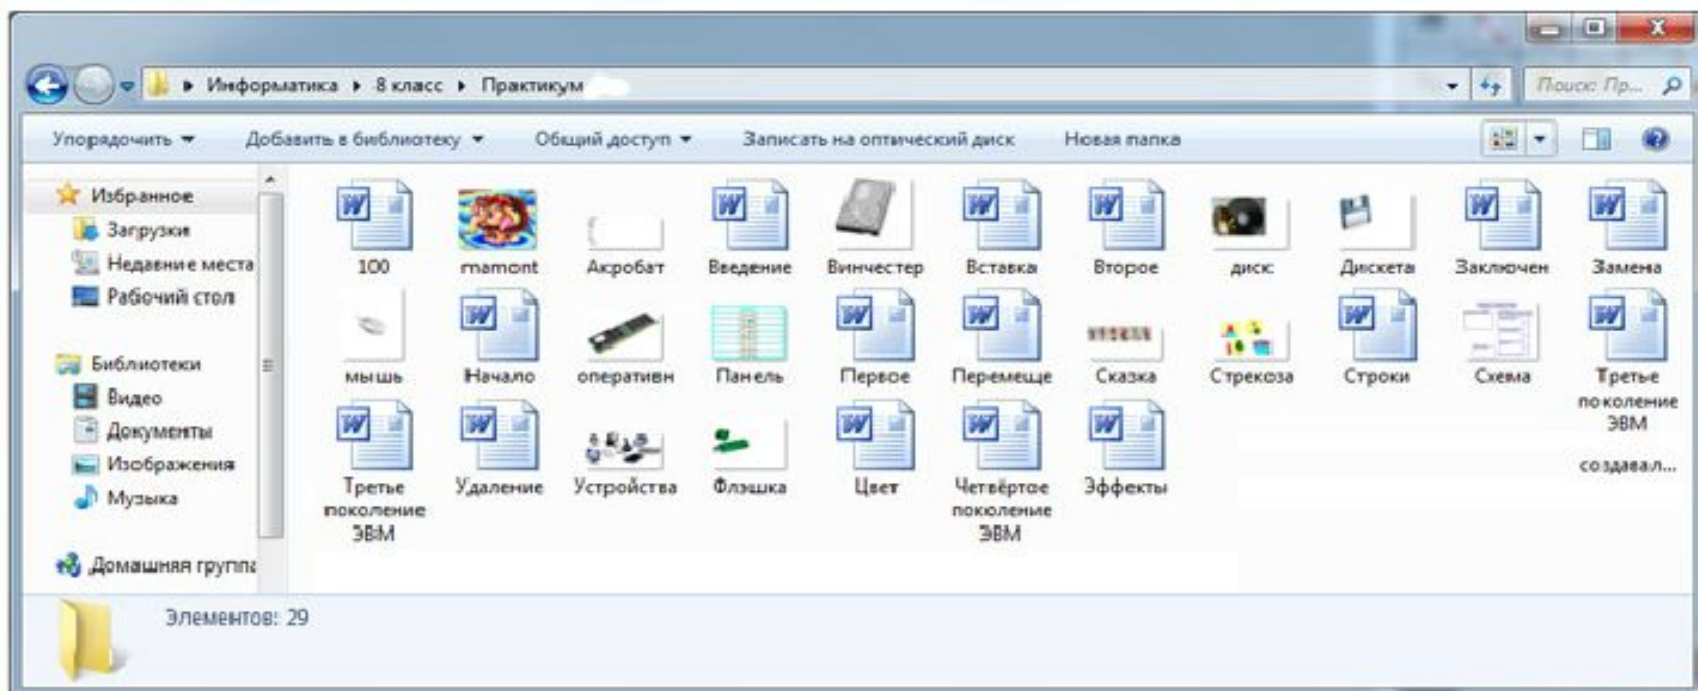 Информатика ▸ 8 класс ▸ Практикум
Поиск: Пр...
Упорядочить Добавить в библиотеку Общий доступ Записать на оптический диск Новая папка
Избранное
Загрузки
Недавние места
Рабочий стол
Библиотеки
Видео
Документы
Изображения
Музыка
Домашняя группа
100 mamont Акробат Введение Винчестер Вставка Второе диск Дискета Заключен Замена
мышь Начало оперативн Панель Первое Перемеще Сказка Стрекоза Строки Схема Третье
поколение
ЭВМ
создавал...
Третье Удаление Устройства Флэшка Цвет Четвёртое Эффекты
поколение поколение
ЭВМ ЭВМ
Элементов: 29